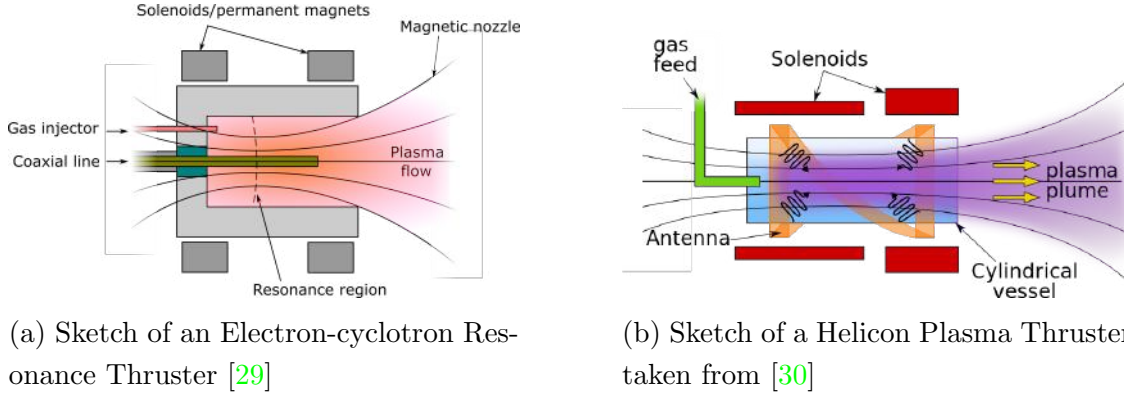 Solenoids/permanent magnets
Magnetic nozzle
Gas injector
Coaxial line
Plasma
flow
Resonance region
(a) Sketch of an Electron-cyclotron Res-
onance Thruster [29]
gas
feed
Solenoids
plasma
plume
Antenna
Cylindrical
vessel
(b) Sketch of a Helicon Plasma Thruster
taken from [30]